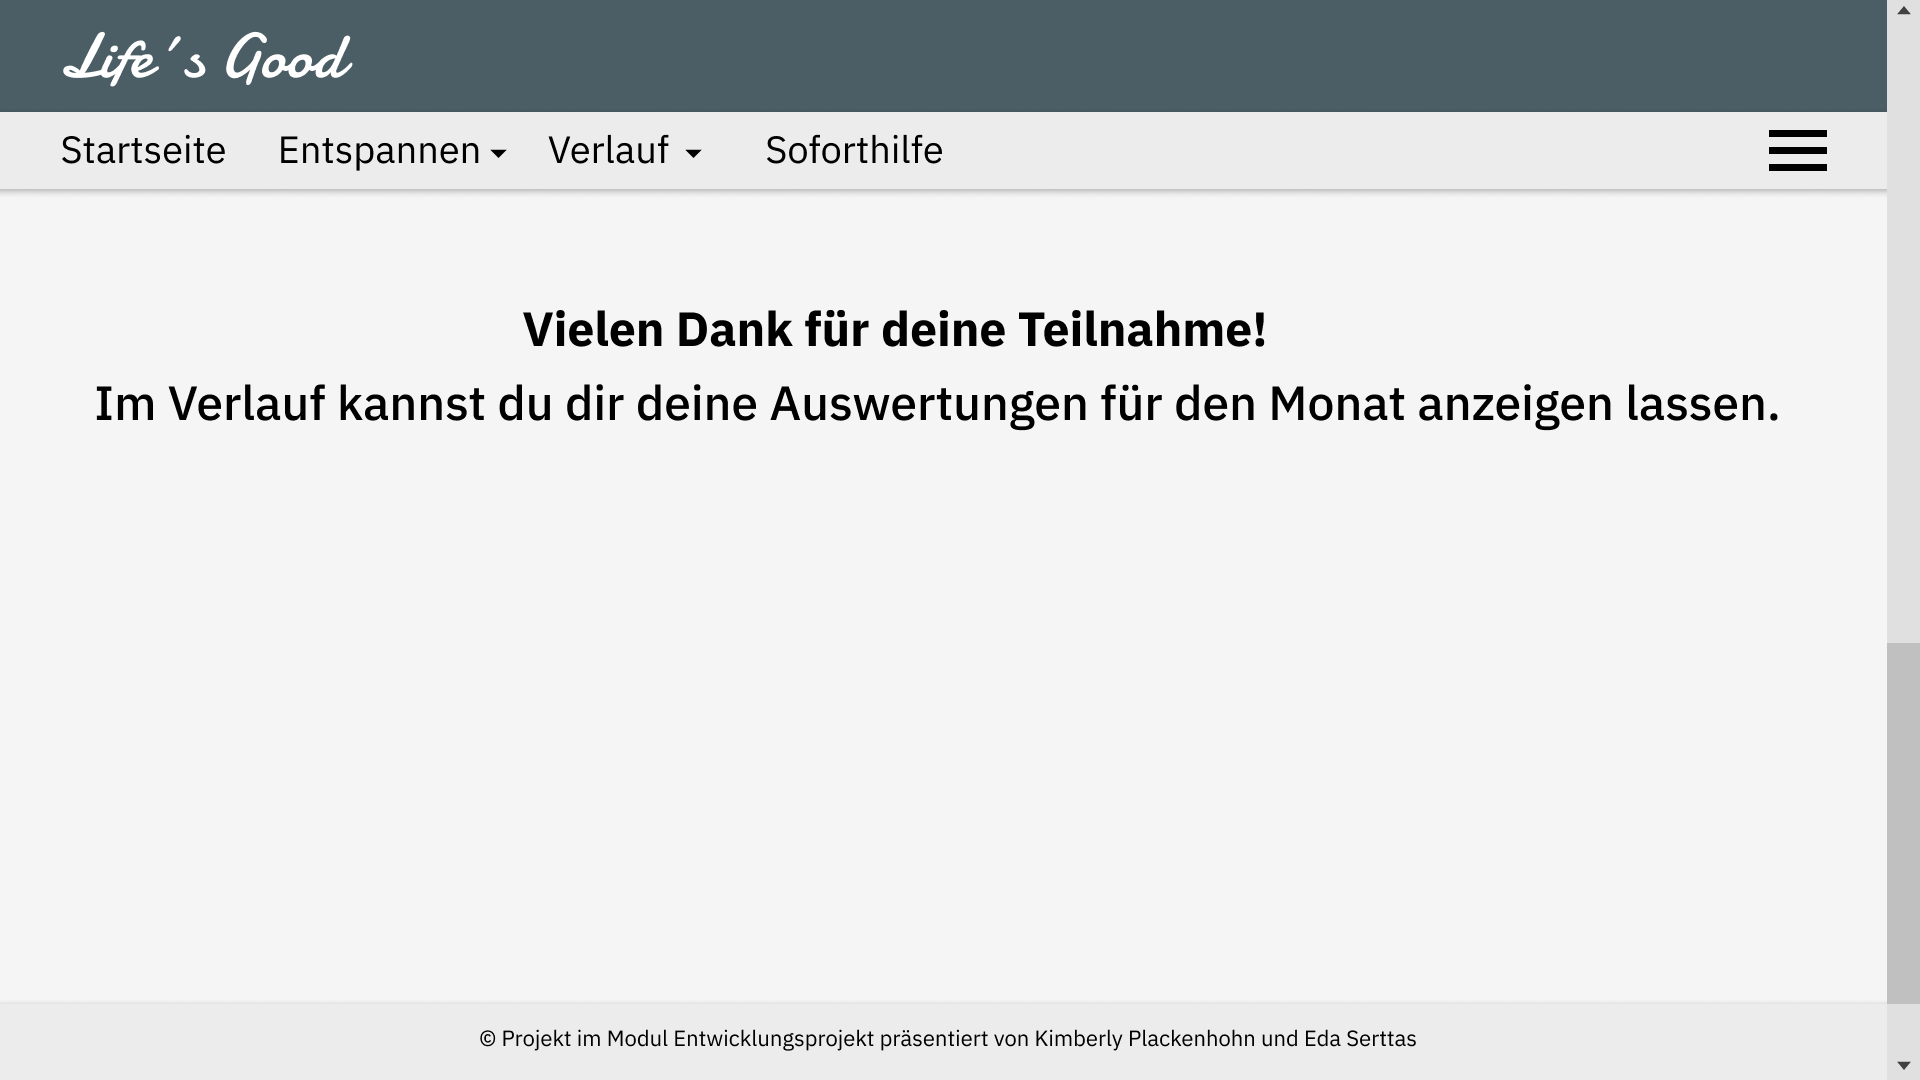 Life´s Good
Startseite Entspannen Verlauf Soforthilfe
Vielen Dank für deine Teilnahme!
Im Verlauf kannst du dir deine Auswertungen für den Monat anzeigen lassen.
© Projekt im Modul Entwicklungsprojekt präsentiert von Kimberly Plackenhohn und Eda Serttas